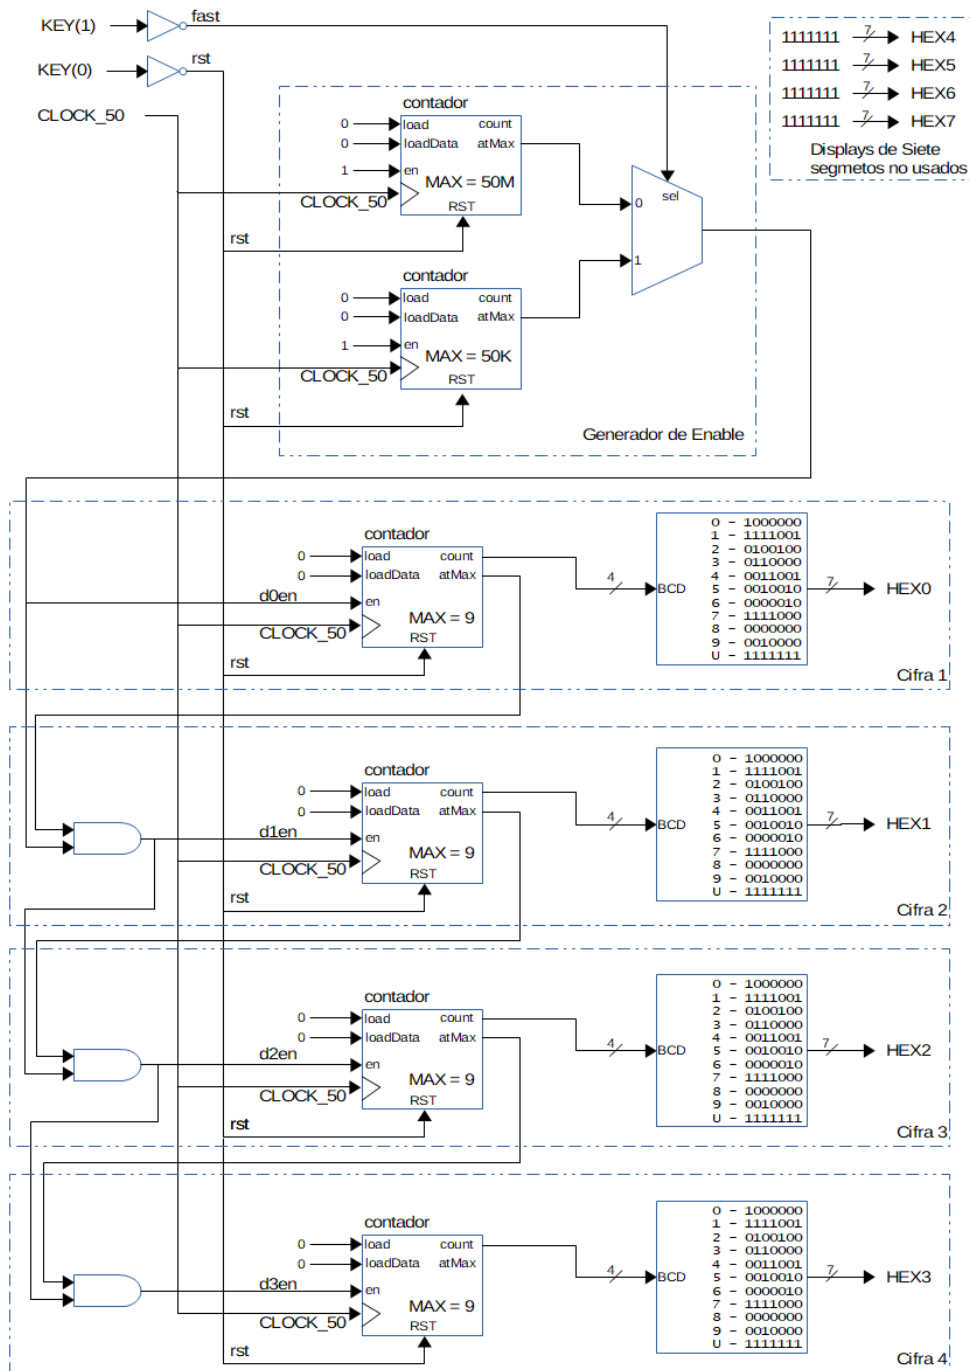 KEY(1)
fast
KEY(0)
rst
CLOCK_50
1111111 7 HEX4
1111111 7 HEX5
1111111 7 HEX6
1111111 7 HEX7
Displays de Siete
segmetos no usados
contador
0 load count
0 loadData atMax
1 en
MAX = 50M
CLOCK_50
RST
rst
sel
0
1
contador
0 load count
0 loadData atMax
1 en
MAX = 50K
CLOCK_50
RST
rst
Generador de Enable
contador
0 load count
0 loadData atMax
d0en en
MAX = 9
CLOCK_50
RST
rst
4
BCD
0 - 1000000
1 - 1111001
2 - 0100100
3 - 0110000
4 - 0011001
5 - 0010010
6 - 0000010
7 - 1111000
8 - 0000000
9 - 0010000
U - 1111111
7
HEX0
Cifra 1
contador
0 load count
0 loadData atMax
d1en en
MAX = 9
CLOCK_50
RST
rst
4
BCD
0 - 1000000
1 - 1111001
2 - 0100100
3 - 0110000
4 - 0011001
5 - 0010010
6 - 0000010
7 - 1111000
8 - 0000000
9 - 0010000
U - 1111111
7
HEX1
Cifra 2
contador
0 load count
0 loadData atMax
d2en en
MAX = 9
CLOCK_50
RST
rst
4
BCD
0 - 1000000
1 - 1111001
2 - 0100100
3 - 0110000
4 - 0011001
5 - 0010010
6 - 0000010
7 - 1111000
8 - 0000000
9 - 0010000
U - 1111111
7
HEX2
Cifra 3
contador
0 load count
0 loadData atMax
d3en en
MAX = 9
CLOCK_50
RST
rst
4
BCD
0 - 1000000
1 - 1111001
2 - 0100100
3 - 0110000
4 - 0011001
5 - 0010010
6 - 0000010
7 - 1111000
8 - 0000000
9 - 0010000
U - 1111111
7
HEX3
Cifra 4